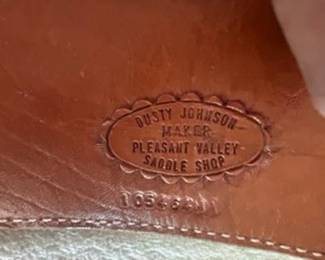 DUSTY JOHNSON
MAKER
PLEASANT VALLEY
SADDLE SHOP